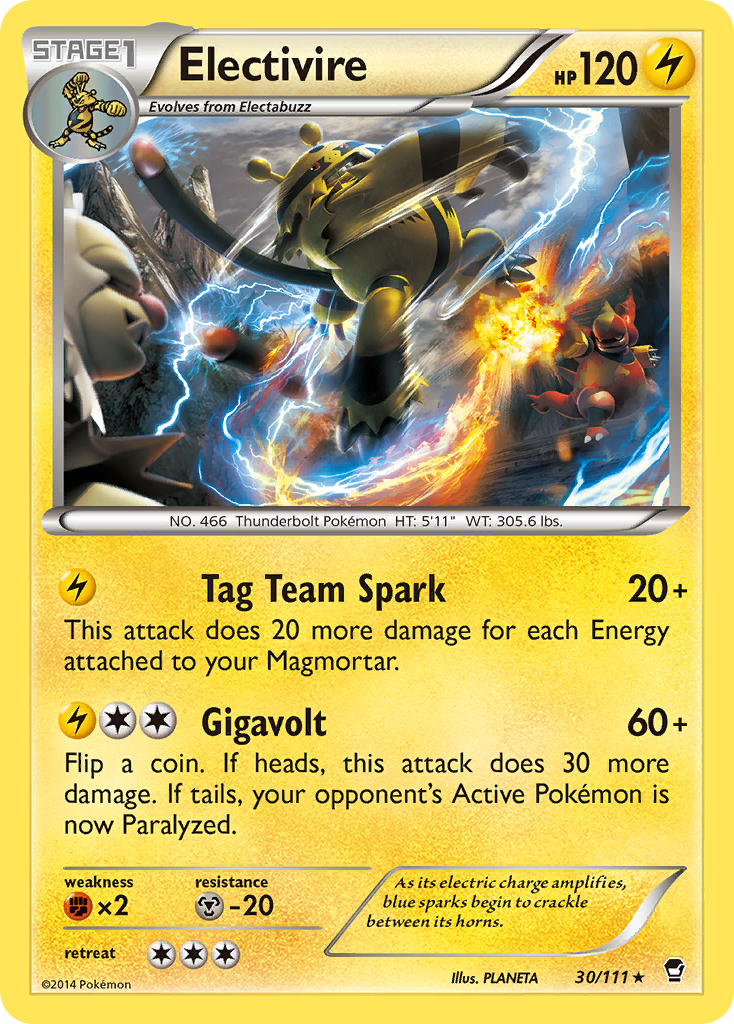 STAGE1
Electivire
HP 120
Evolves from Electabuzz
NO. 466 Thunderbolt Pokémon HT: 5'11" WT: 305.6 lbs.
Tag Team Spark 20+
This attack does 20 more damage for each Energy
attached to your Magmortar.
Gigavolt 60+
Flip a coin. If heads, this attack does 30 more
damage. If tails, your opponent's Active Pokémon is
now Paralyzed.
weakness resistance
×2 -20
retreat
As its electric charge amplifies,
blue sparks begin to crackle
between its horns.
©2014 Pokémon Illus. PLANETA 30/111 ★